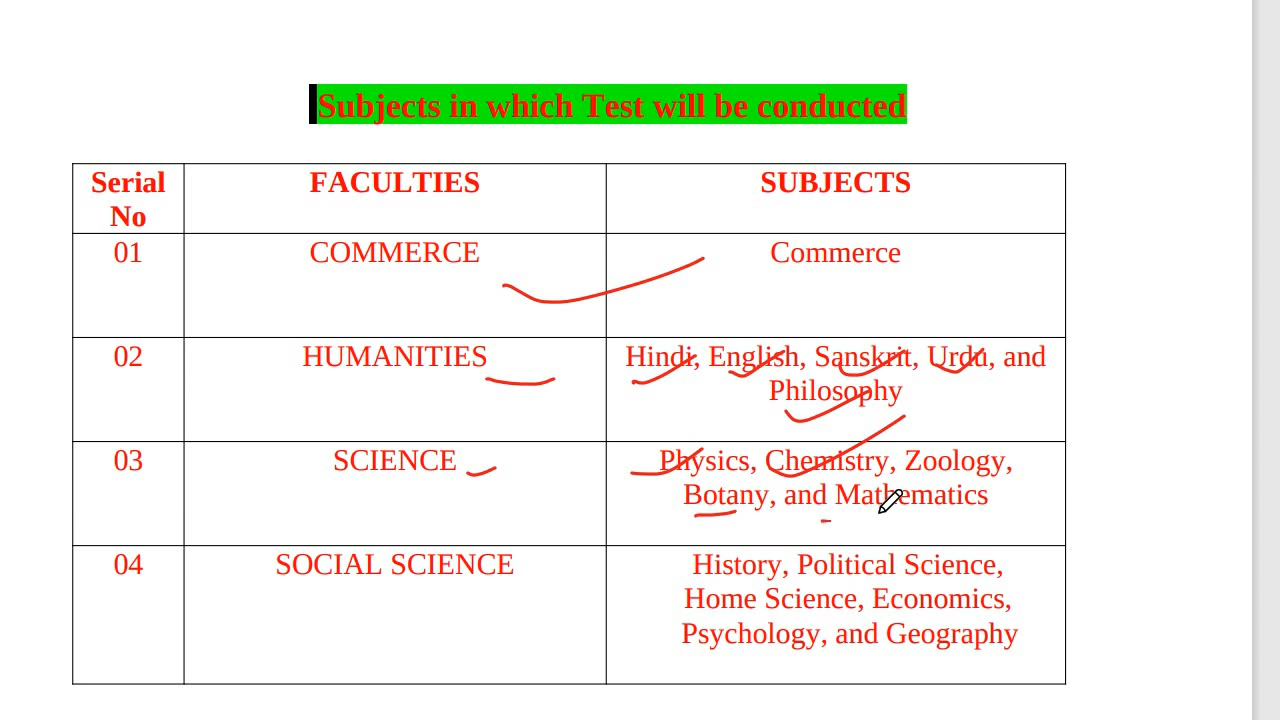 Subjects in which Test will be conducted
Serial No FACULTIES SUBJECTS
01 COMMERCE Commerce
02 HUMANITIES Hindi, English, Sanskrit, Urdu, and
Philosophy
03 SCIENCE Physics, Chemistry, Zoology,
Botany, and Mathematics
04 SOCIAL SCIENCE History, Political Science,
Home Science, Economics,
Psychology, and Geography